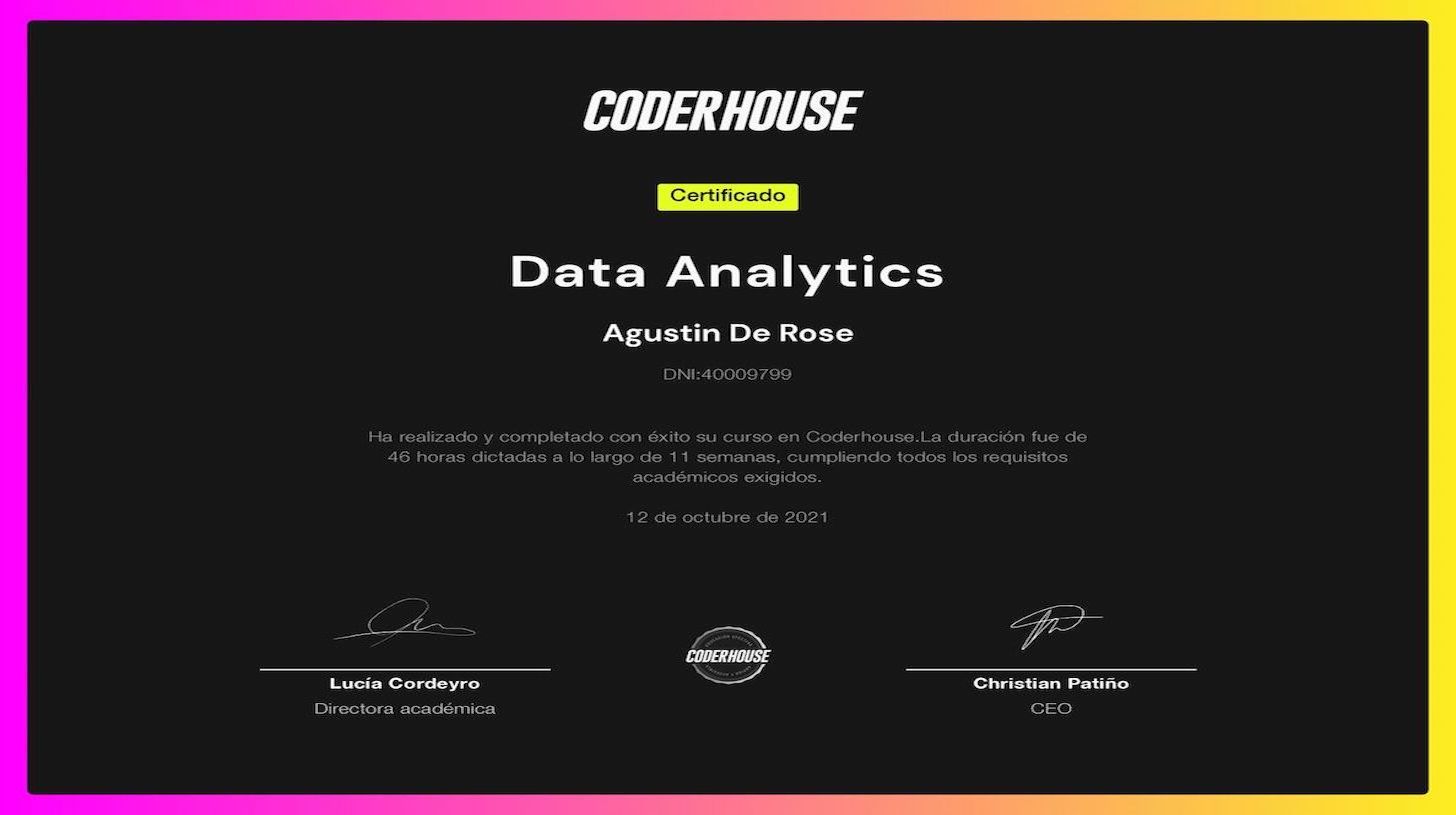 CODERHOUSE
Certificado
Data Analytics
Agustin De Rose
DNI:40009799
Ha realizado y completado con éxito su curso en Coderhouse.La duración fue de
46 horas dictadas a lo largo de 11 semanas, cumpliendo todos los requisitos
académicos exigidos.
12 de octubre de 2021
CODERHOUSE
Lucía Cordeyro
Christian Patiño
Directora académica
CEO